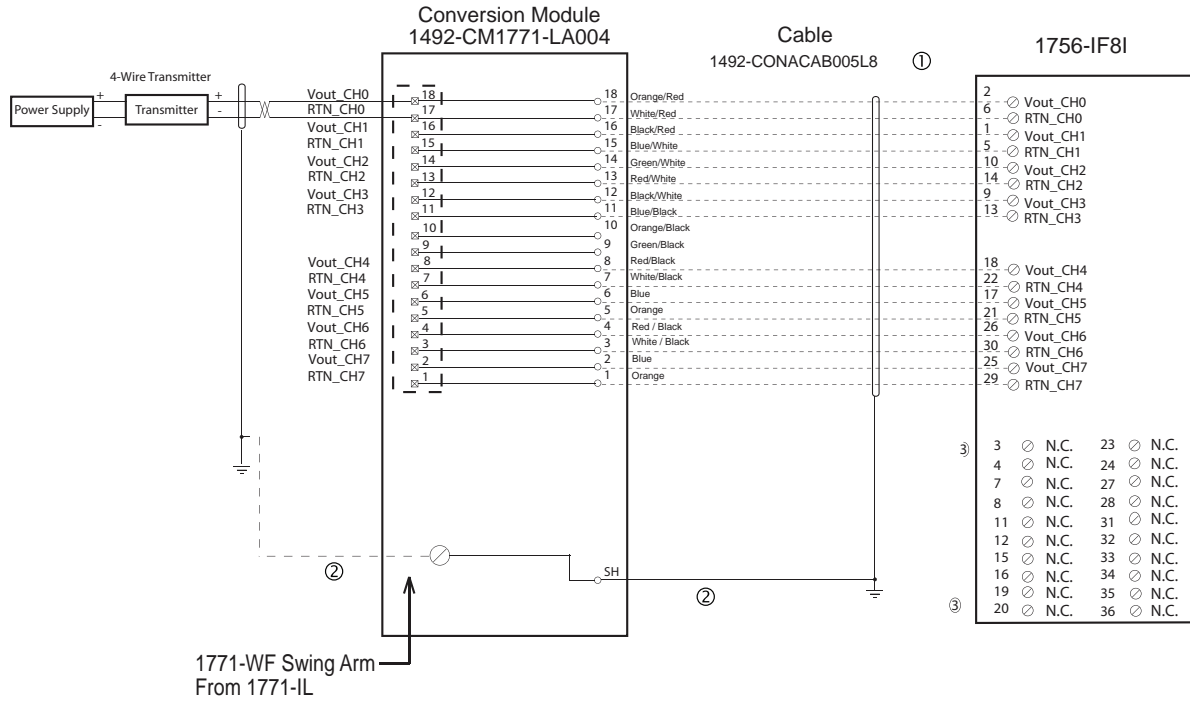 Conversion Module
1492-CM1771-LA004
Cable
1492-CONACAB005L8 ①
1756-IF8I
4-Wire Transmitter
Power Supply + - Transmitter + -
Vout_CH0 18 18 Orange/Red 2 Vout_CH0
RTN_CH0 17 17 White/Red 6 RTN_CH0
Vout_CH1 16 16 Black/Red 1 Vout_CH1
RTN_CH1 15 15 Blue/White 5 RTN_CH1
Vout_CH2 14 14 Green/White 10 Vout_CH2
RTN_CH2 13 13 Red/White 14 RTN_CH2
Vout_CH3 12 12 Black/White 9 Vout_CH3
RTN_CH3 11 11 Blue/Black 13 RTN_CH3
10 10 Orange/Black
9 9 Green/Black
Vout_CH4 8 8 Red/Black 18 Vout_CH4
RTN_CH4 7 7 White/Black 22 RTN_CH4
Vout_CH5 6 6 Blue 17 Vout_CH5
RTN_CH5 5 5 Orange 21 RTN_CH5
Vout_CH6 4 4 Red / Black 26 Vout_CH6
RTN_CH6 3 3 White / Black 30 RTN_CH6
Vout_CH7 2 2 Blue 25 Vout_CH7
RTN_CH7 1 1 Orange 29 RTN_CH7
③ 3 N.C. 23 N.C.
4 N.C. 24 N.C.
7 N.C. 27 N.C.
8 N.C. 28 N.C.
11 N.C. 31 N.C.
12 N.C. 32 N.C.
15 N.C. 33 N.C.
16 N.C. 34 N.C.
19 N.C. 35 N.C.
③ 20 N.C. 36 N.C.
②
SH
②
1771-WF Swing Arm
From 1771-IL